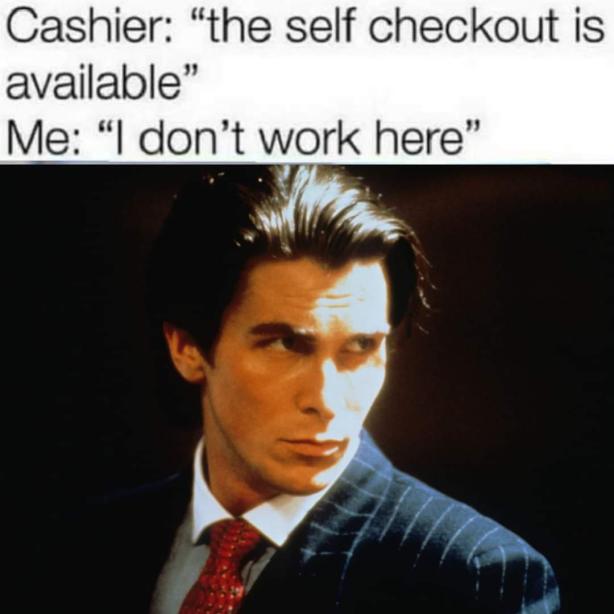 Cashier: “the self checkout is
available”
Me: “I don’t work here”